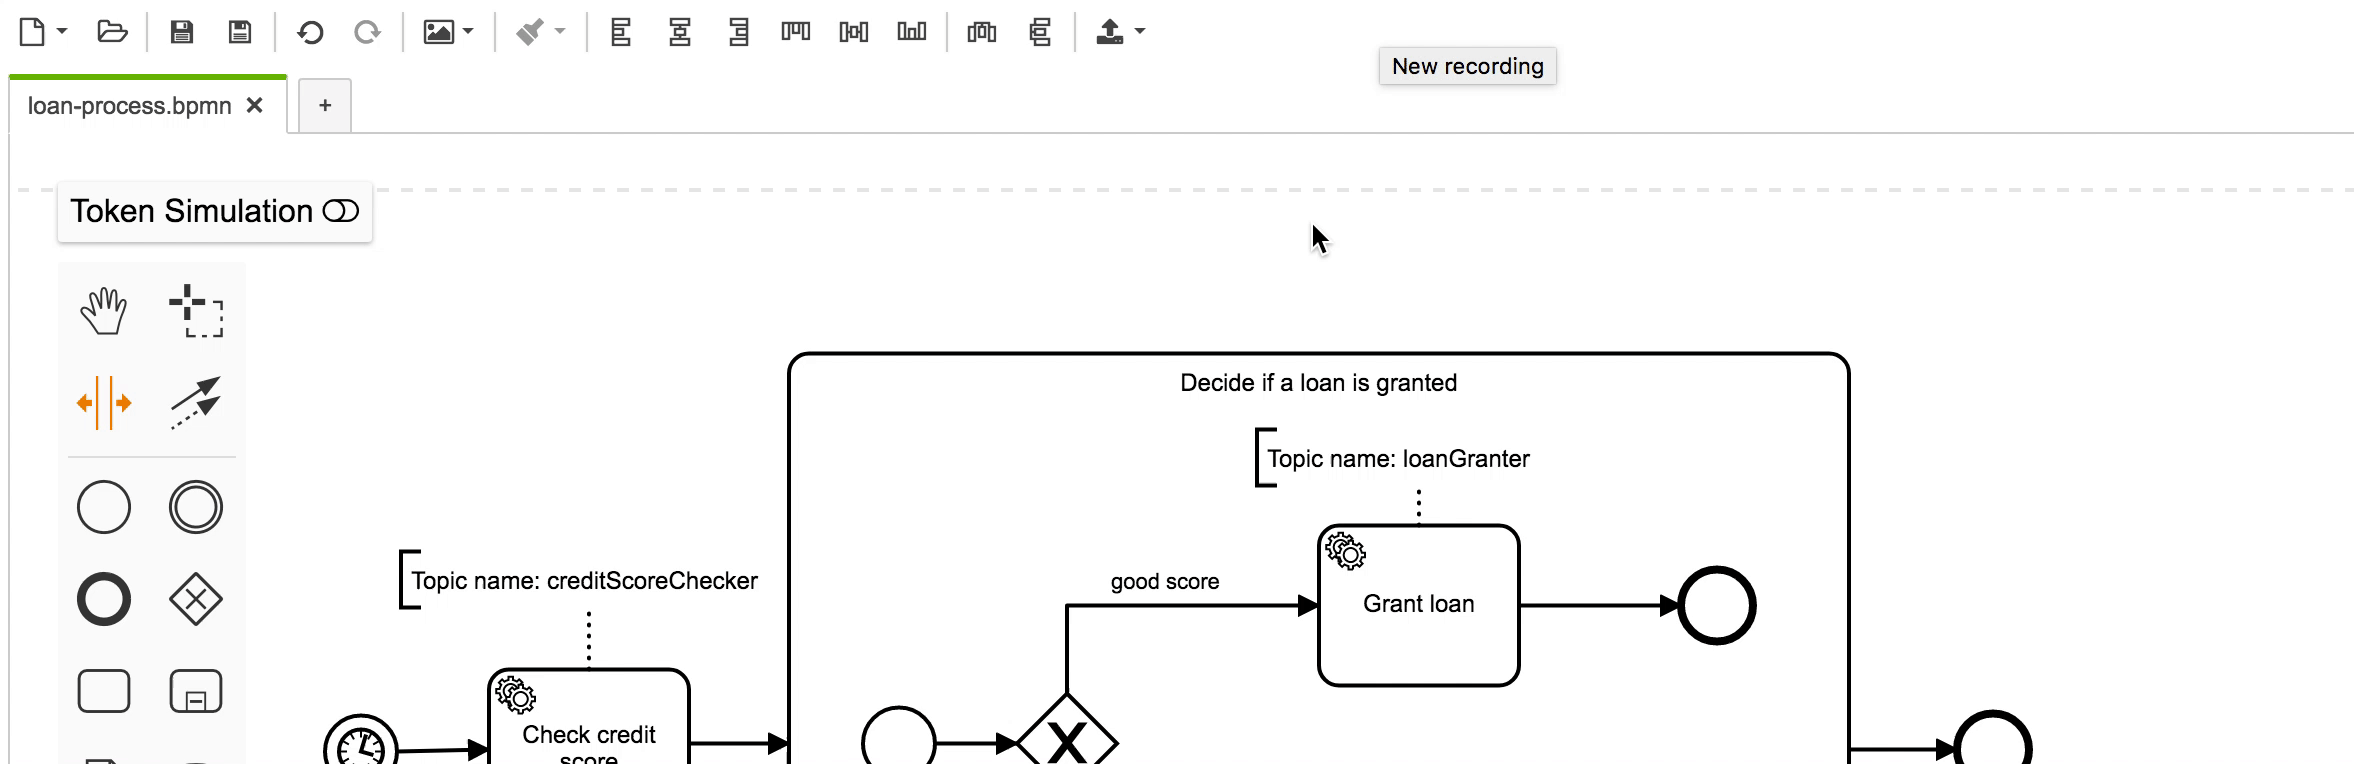 New recording
loan-process.bpmn
Token Simulation
Decide if a loan is granted
Topic name: loanGranter
Topic name: creditScoreChecker
good score
Grant loan
Check credit
score